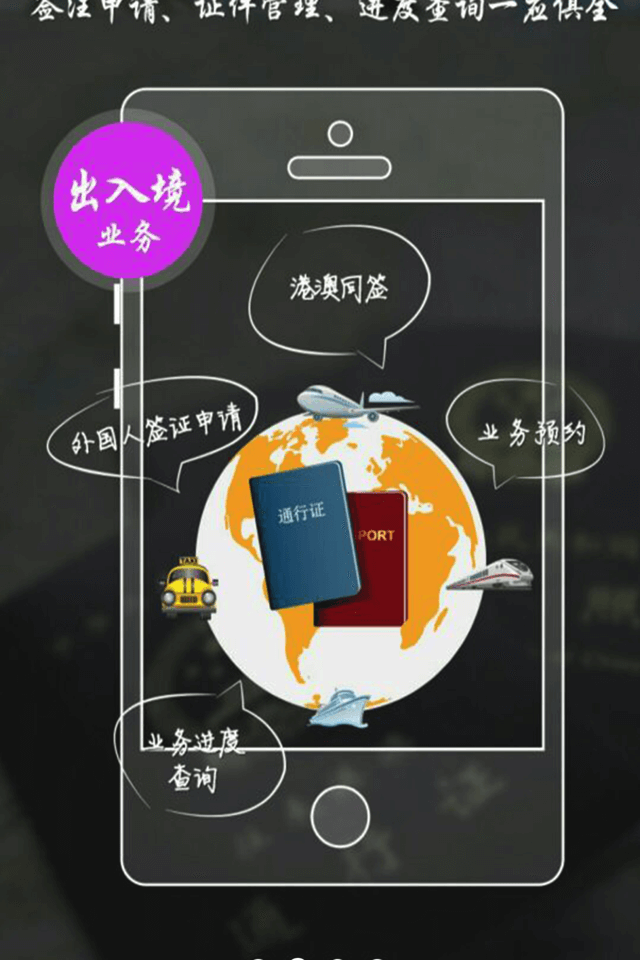 签注申请、证件管理、进度查询一应俱全
出入境
业务
港澳同签
外国人签证申请
业务预约
通行证
PORT
TAXI
业务进度
查询